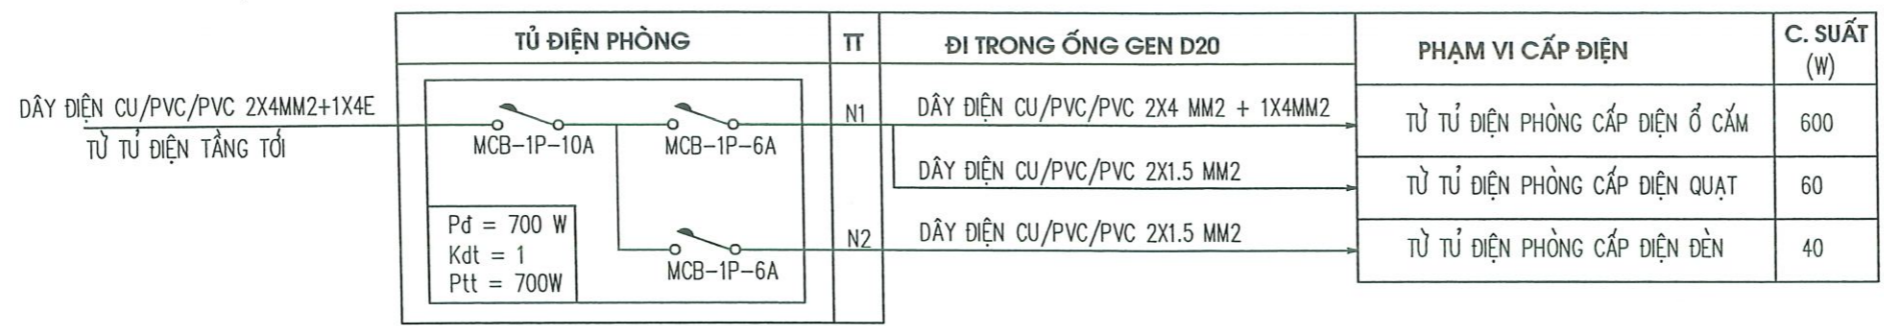 TỦ ĐIỆN PHÒNG
TT
ĐI TRONG ỐNG GEN D20
PHẠM VI CẤP ĐIỆN
C. SUẤT
(W)
DÂY ĐIỆN CU/PVC/PVC 2X4MM2+1X4E
TỪ TỦ ĐIỆN TẦNG TỚI
MCB-1P-10A
MCB-1P-6A
N1
DÂY ĐIỆN CU/PVC/PVC 2X4 MM2 + 1X4MM2
TỪ TỦ ĐIỆN PHÒNG CẤP ĐIỆN Ổ CẮM
600
DÂY ĐIỆN CU/PVC/PVC 2X1.5 MM2
TỪ TỦ ĐIỆN PHÒNG CẤP ĐIỆN QUẠT
60
Pđ = 700 W
Kdt = 1
Ptt = 700W
MCB-1P-6A
N2
DÂY ĐIỆN CU/PVC/PVC 2X1.5 MM2
TỪ TỦ ĐIỆN PHÒNG CẤP ĐIỆN ĐÈN
40